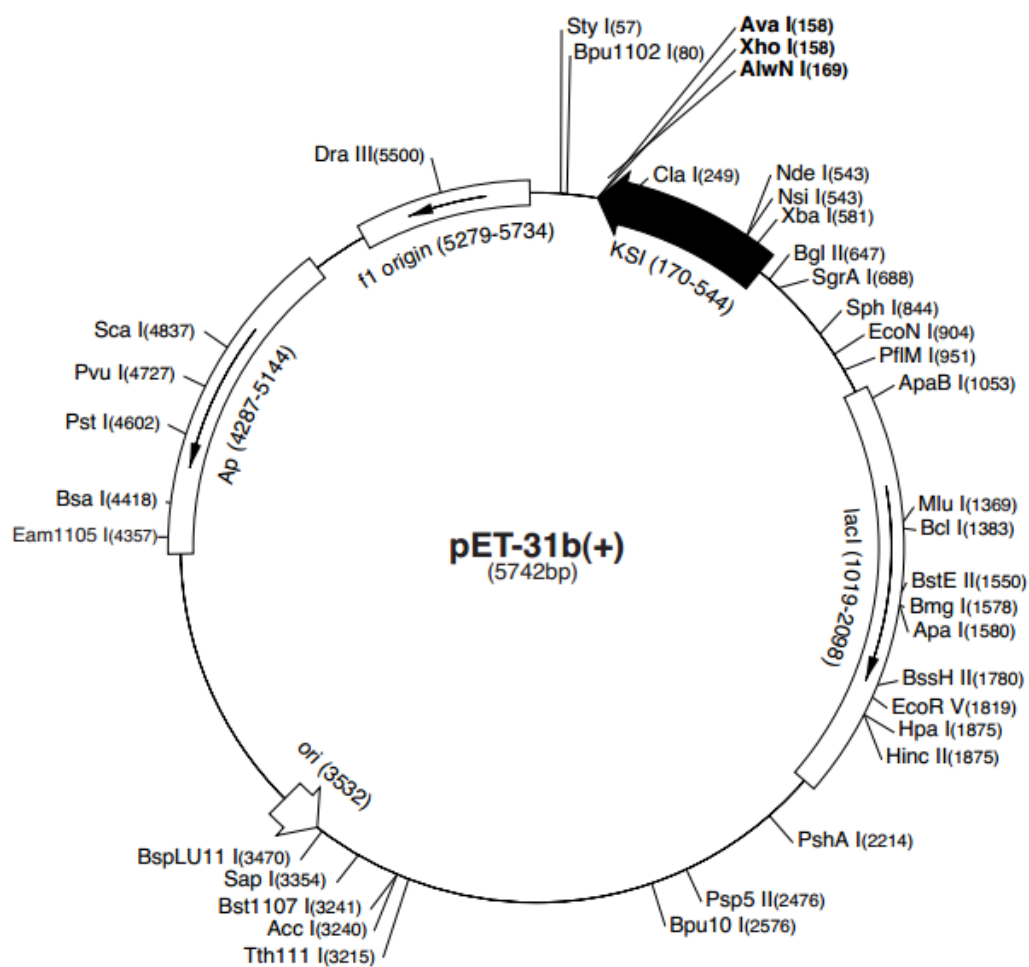 Sty I(57)
Bpu1102 I(80)
Ava I(158)
Xho I(158)
AlwN I(169)
Dra III(5500)
Cla I(249)
Nde I(543)
Nsi I(543)
Xba I(581)
f1 origin (5279-5734)
KSI (170-544)
Bgl II(647)
SgrA I(688)
Sph I(844)
EcoN I(904)
PflM I(951)
ApaB I(1053)
Sca I(4837)
Pvu I(4727)
Pst I(4602)
Ap (4287-5144)
Bsa I(4418)
Eam1105 I(4357)
pET-31b(+)
(5742bp)
lacI (1019-2098)
Mlu I(1369)
Bcl I(1383)
BstE II(1550)
Bmg I(1578)
Apa I(1580)
BssH II(1780)
EcoR V(1819)
Hpa I(1875)
Hinc II(1875)
ori (3532)
PshA I(2214)
BspLU11 I(3470)
Sap I(3354)
Bst1107 I(3241)
Acc I(3240)
Tth111 I(3215)
Psp5 II(2476)
Bpu10 I(2576)